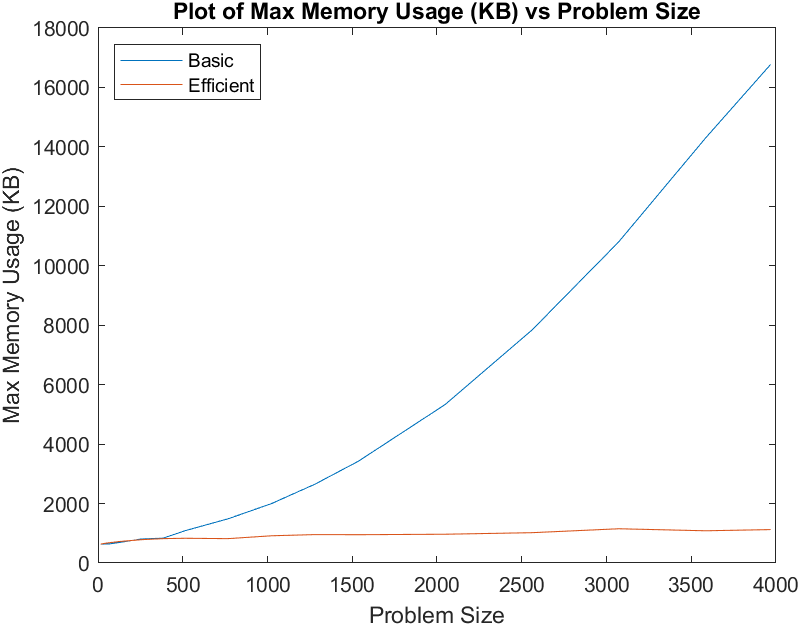 Plot of Max Memory Usage (KB) vs Problem Size
18000
16000
14000
12000
10000
8000
6000
4000
2000
0
Max Memory Usage (KB)
Basic
Efficient
0 500 1000 1500 2000 2500 3000 3500 4000
Problem Size